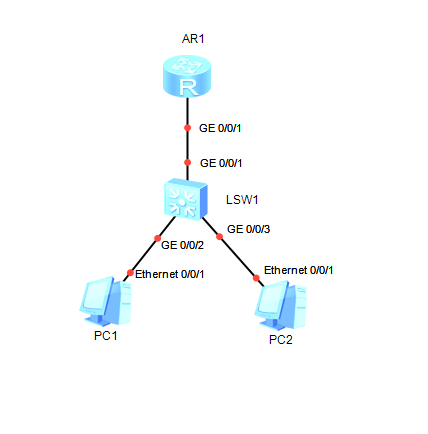 AR1
R
GE 0/0/1
GE 0/0/1
LSW1
GE 0/0/3
GE 0/0/2
Ethernet 0/0/1
Ethernet 0/0/1
PC1
PC2